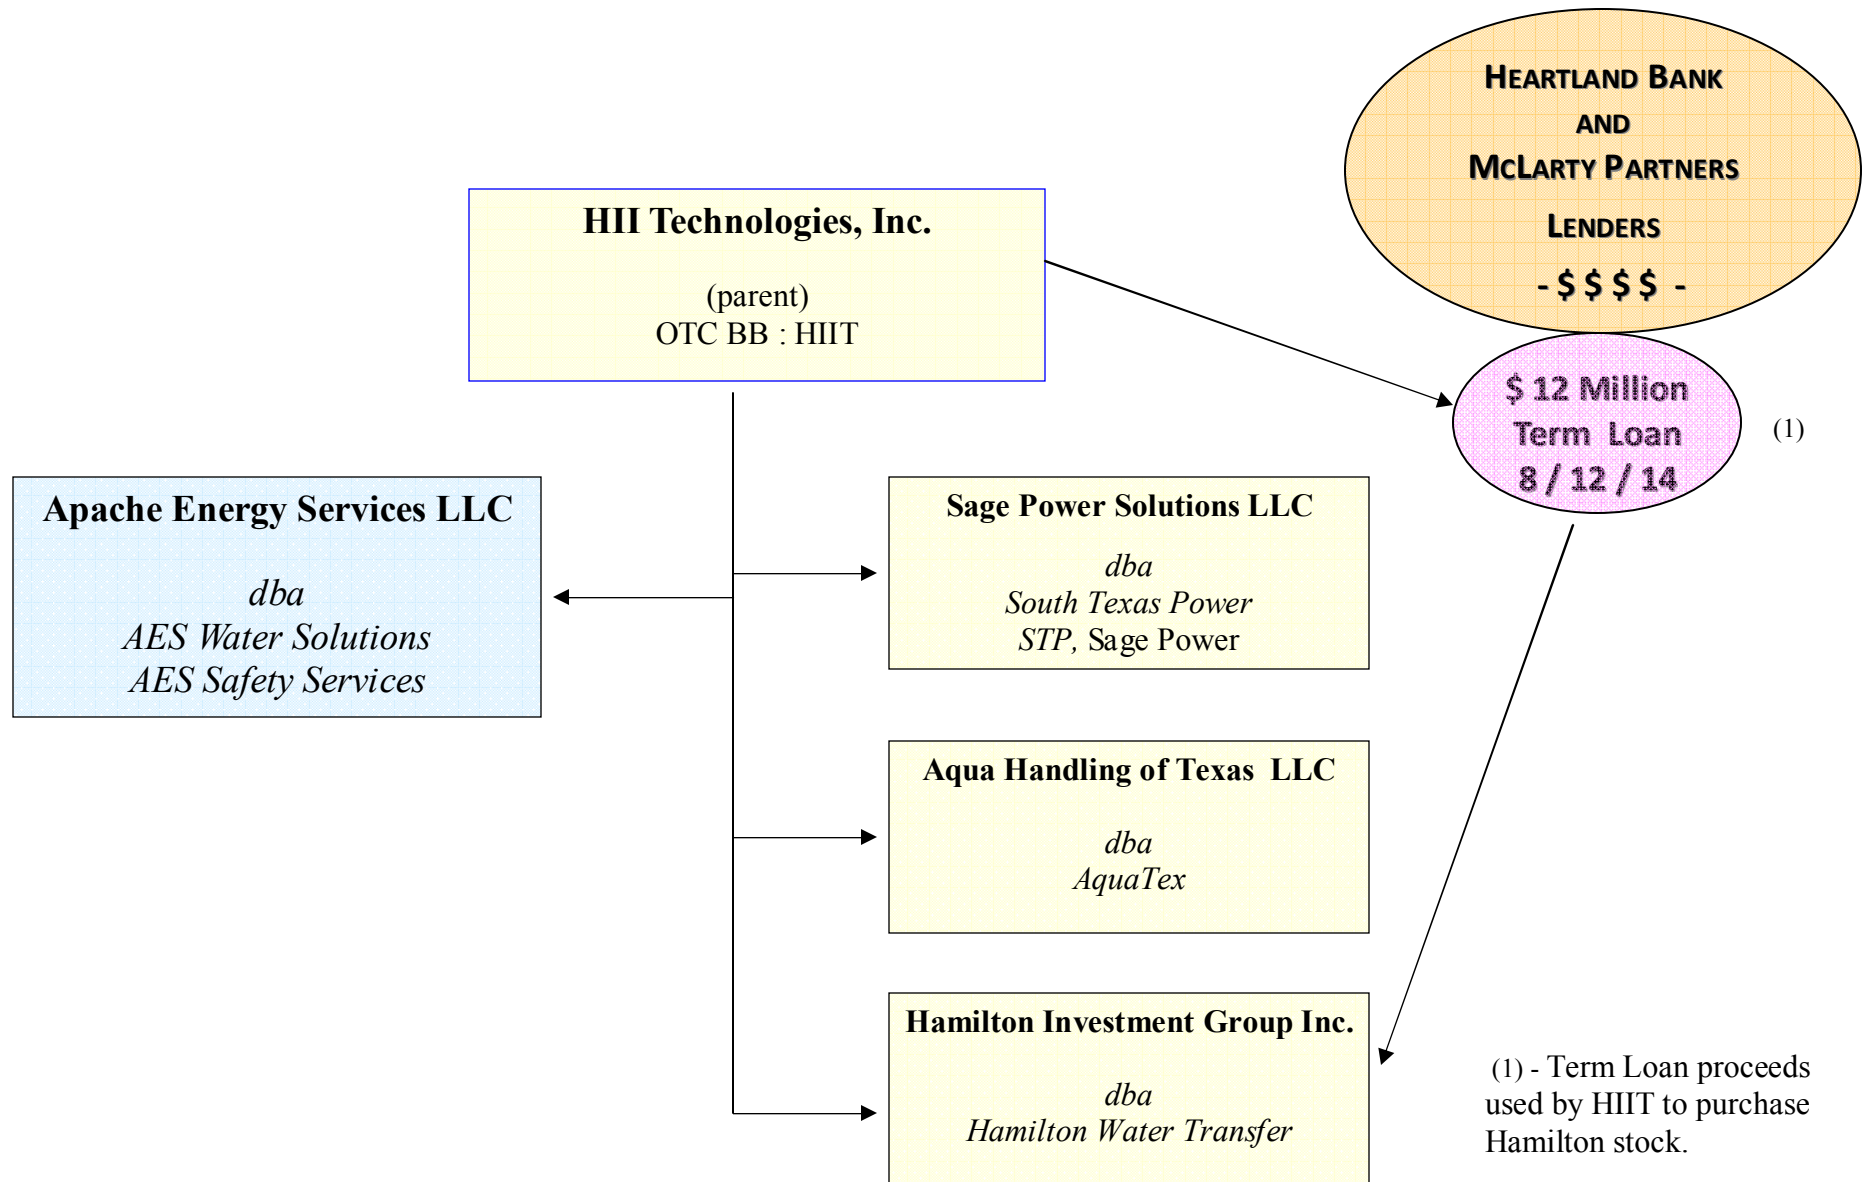 HEARTLAND BANK
AND
MCLARTY PARTNERS
LENDERS
- $ $ $ $ -
HII Technologies, Inc.
(parent)
OTC BB : HIIT
$ 12 Million
Term Loan
8 / 12 / 14
(1)
Apache Energy Services LLC
dba
AES Water Solutions
AES Safety Services
Sage Power Solutions LLC
dba
South Texas Power
STP, Sage Power
Aqua Handling of Texas LLC
dba
AquaTex
Hamilton Investment Group Inc.
dba
Hamilton Water Transfer
(1) - Term Loan proceeds
used by HIIT to purchase
Hamilton stock.